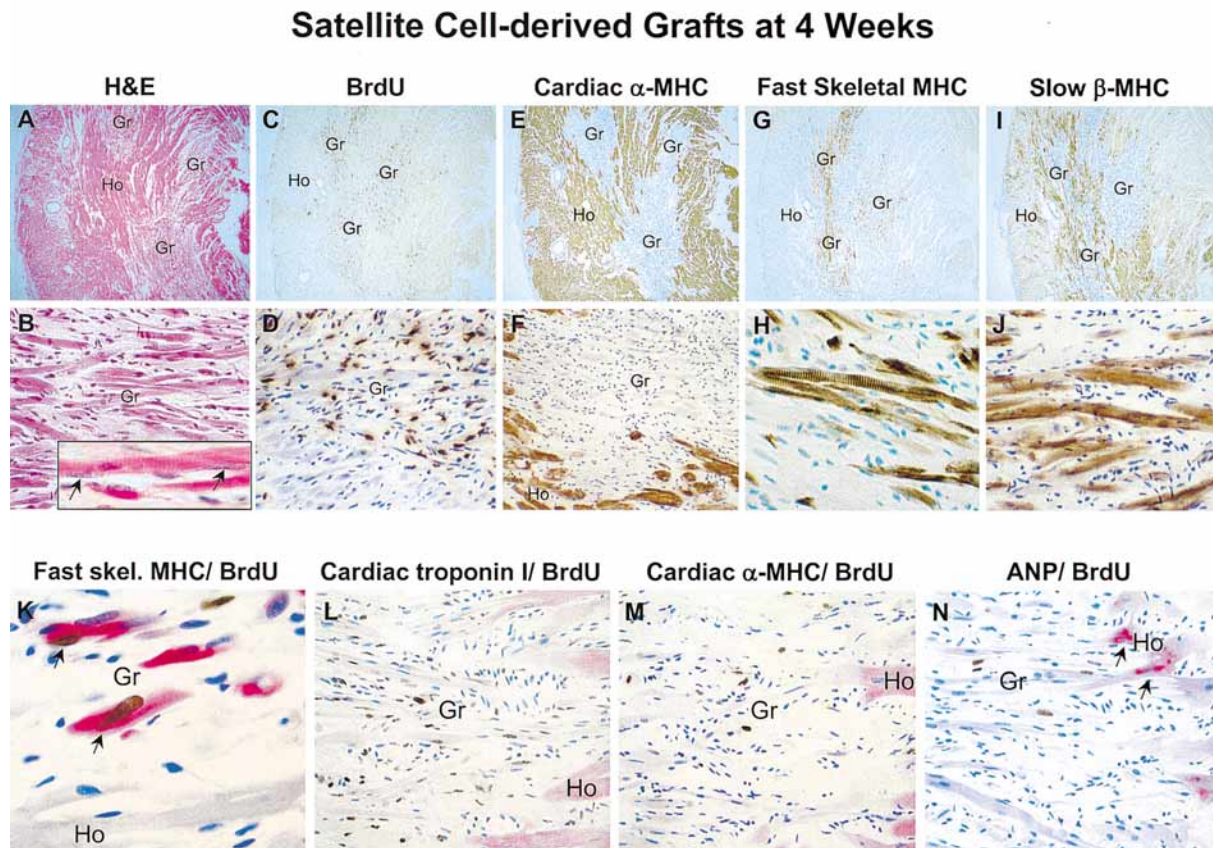 Satellite Cell-derived Grafts at 4 Weeks
H&E BrdU Cardiac α-MHC Fast Skeletal MHC Slow β-MHC
A Gr Ho Gr Gr
C Gr Ho Gr Gr
E Gr Gr Ho Gr
G Gr Ho Gr
I Gr Gr Ho Gr
B Gr
D Gr
F Gr Ho
H
J
Fast skel. MHC/ BrdU Cardiac troponin I/ BrdU Cardiac α-MHC/ BrdU ANP/ BrdU
K Gr Ho
L Gr Ho
M Ho Gr
N Ho Gr